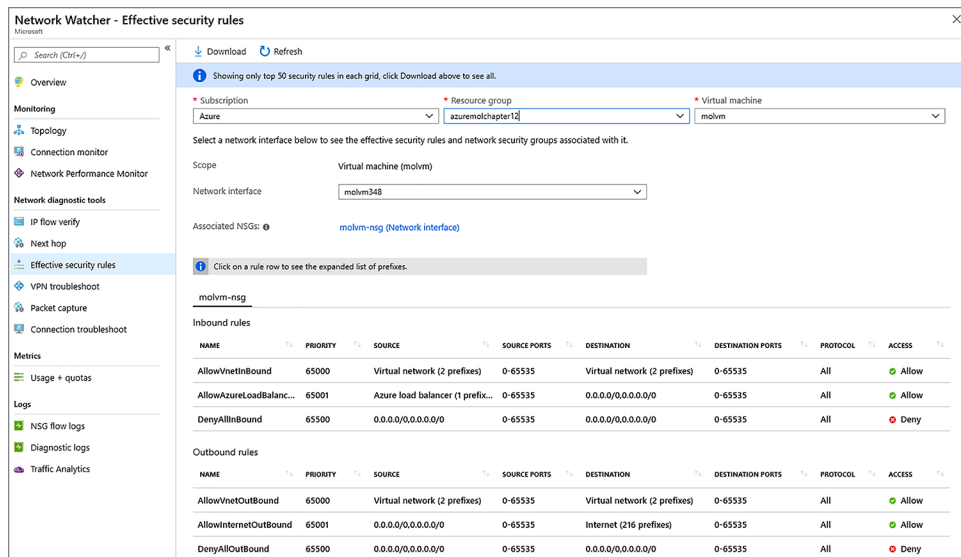 Network Watcher - Effective security rules
Microsoft
Search (Ctrl+/)
«
Overview
Monitoring
Topology
Connection monitor
Network Performance Monitor
Network diagnostic tools
IP flow verify
Next hop
Effective security rules
VPN troubleshoot
Packet capture
Connection troubleshoot
Metrics
Usage + quotas
Logs
NSG flow logs
Diagnostic logs
Traffic Analytics
Download Refresh
Showing only top 50 security rules in each grid, click Download above to see all.
* Subscription * Resource group * Virtual machine
Azure azuremolchapter12 molvm
Select a network interface below to see the effective security rules and network security groups associated with it.
Scope Virtual machine (molvm)
Network interface molvm348
Associated NSGs: molvm-nsg (Network interface)
Click on a rule row to see the expanded list of prefixes.
molvm-nsg
Inbound rules
NAME PRIORITY SOURCE SOURCE PORTS DESTINATION DESTINATION PORTS PROTOCOL ACCESS
AllowVnetInBound 65000 Virtual network (2 prefixes) 0-65535 Virtual network (2 prefixes) 0-65535 All Allow
AllowAzureLoadBalanc... 65001 Azure load balancer (1 prefix... 0-65535 0.0.0.0/0,0.0.0.0/0 0-65535 All Allow
DenyAllInBound 65500 0.0.0.0/0,0.0.0.0/0 0-65535 0.0.0.0/0,0.0.0.0/0 0-65535 All Deny
Outbound rules
NAME PRIORITY SOURCE SOURCE PORTS DESTINATION DESTINATION PORTS PROTOCOL ACCESS
AllowVnetOutBound 65000 Virtual network (2 prefixes) 0-65535 Virtual network (2 prefixes) 0-65535 All Allow
AllowInternetOutBound 65001 0.0.0.0/0,0.0.0.0/0 0-65535 Internet (216 prefixes) 0-65535 All Allow
DenyAllOutBound 65500 0.0.0.0/0,0.0.0.0/0 0-65535 0.0.0.0/0,0.0.0.0/0 0-65535 All Deny